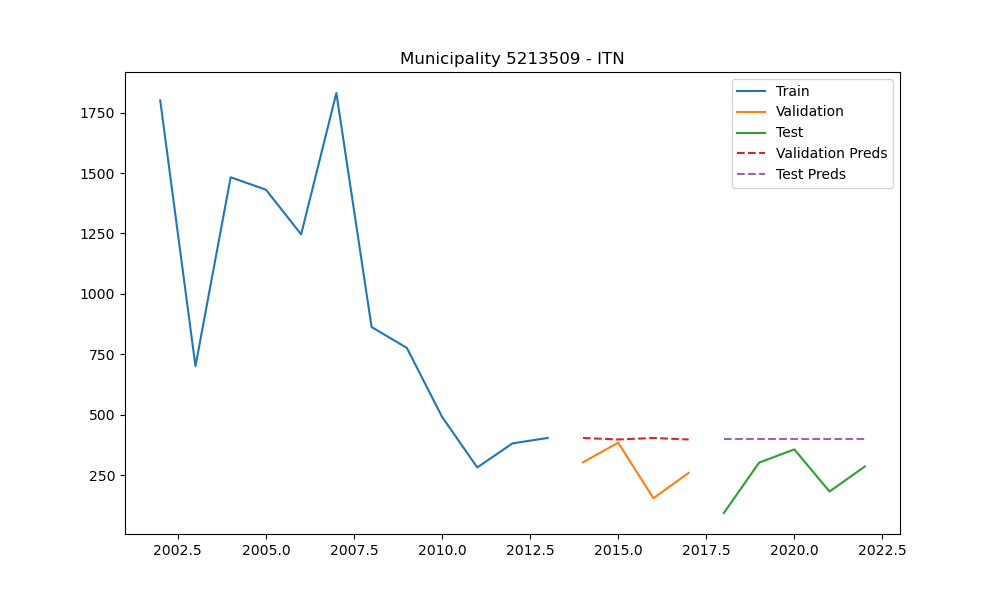 Municipality 5213509 - ITN
Train
Validation
Test
Validation Preds
Test Preds
1750
1500
1250
1000
750
500
250
2002.5 2005.0 2007.5 2010.0 2012.5 2015.0 2017.5 2020.0 2022.5